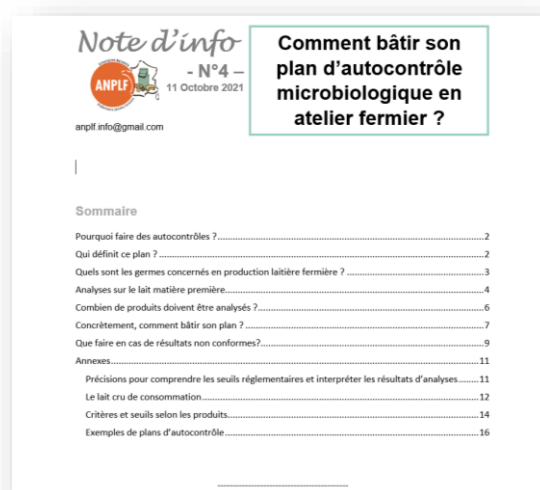 Note d'info
- N°4 –
11 Octobre 2021
ANPLF
anplf.info@gmail.com
Comment bâtir son
plan d'autocontrôle
microbiologique en
atelier fermier ?
Sommaire
Pourquoi faire des autocontrôles ?...2
Qui définit ce plan ?...2
Quels sont les germes concernés en production laitière fermière ?...3
Analyses sur le lait matière première...4
Combien de produits doivent être analysés ?...6
Concrètement, comment bâtir son plan ?...7
Que faire en cas de résultats non conformes?...9
Annexes...11
Précisions pour comprendre les seuils réglementaires et interpréter les résultats d'analyses...11
Le lait cru de consommation...12
Critères et seuils selon les produits...14
Exemples de plans d'autocontrôle...16